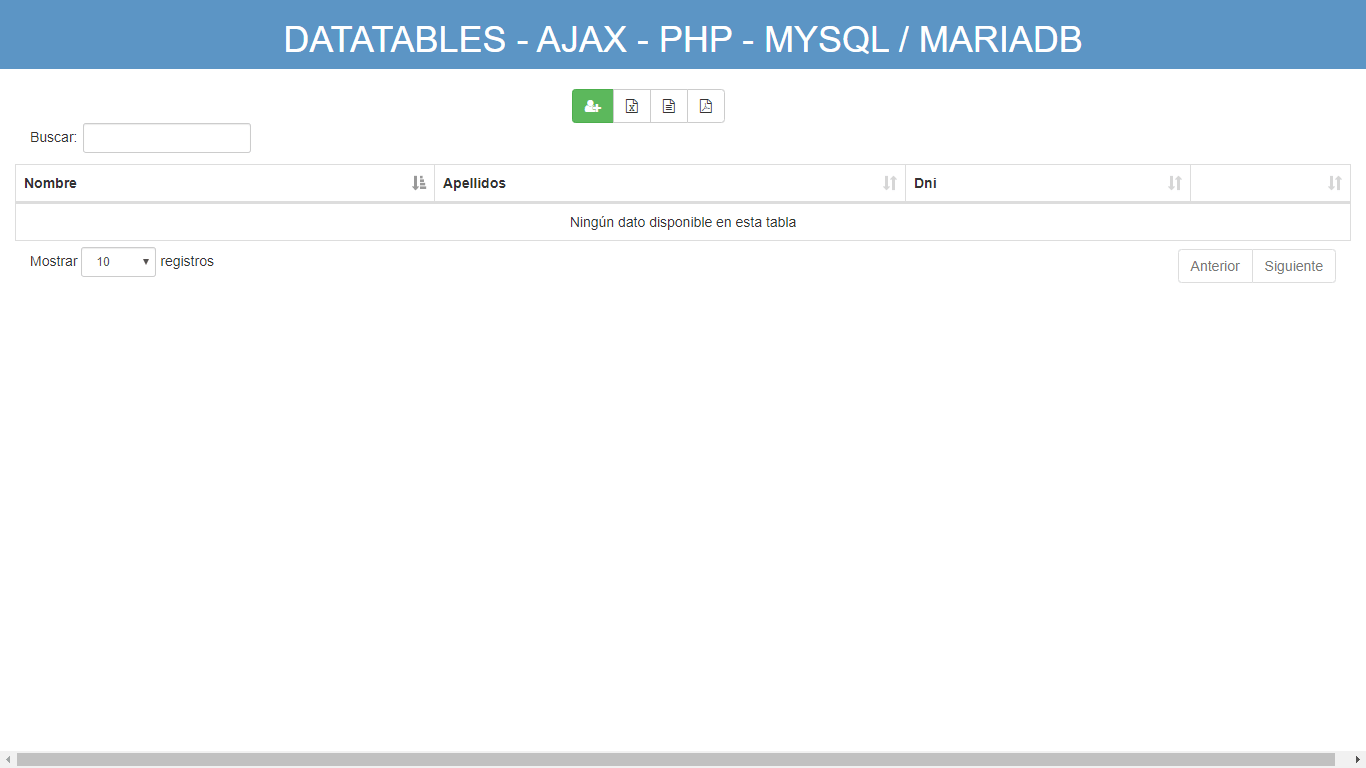 DATATABLES - AJAX - PHP - MYSQL / MARIADB
Buscar:
Nombre Apellidos Dni
Ningún dato disponible en esta tabla
Mostrar 10 registros Anterior Siguiente